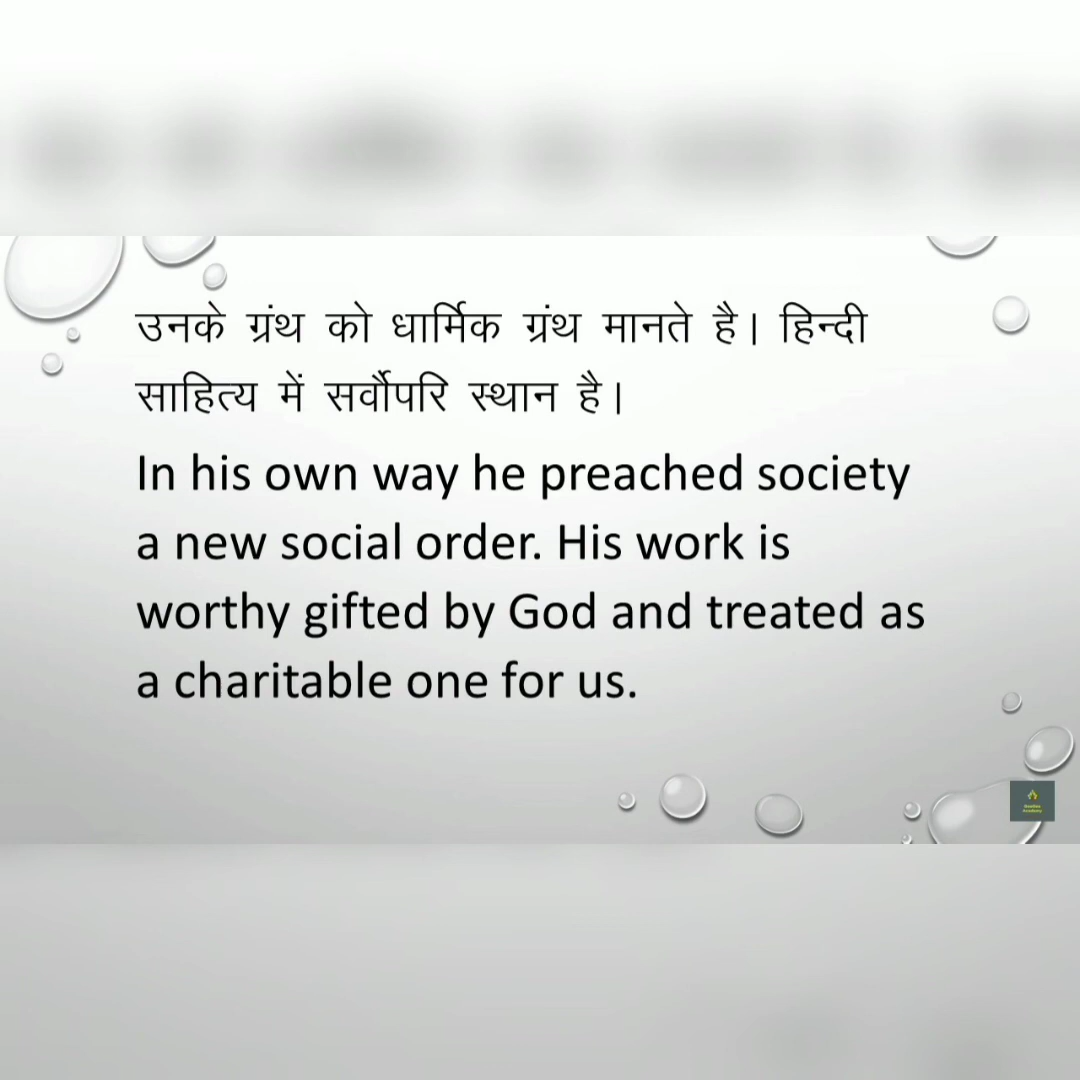 उनके ग्रंथ को धार्मिक ग्रंथ मानते है। हिन्दी
साहित्य में सर्वोपरि स्थान है।
In his own way he preached society
a new social order. His work is
worthy gifted by God and treated as
a charitable one for us.